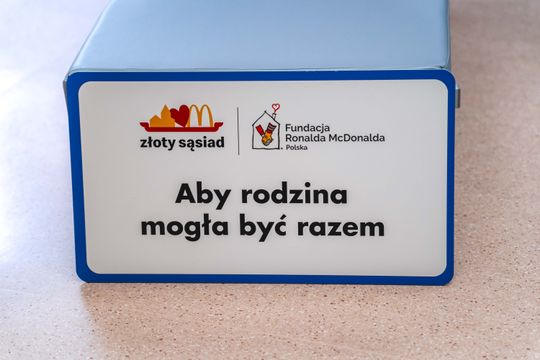 złoty sąsiad
Fundacja
Ronalda McDonalda
Polska
Aby rodzina
mogła być razem